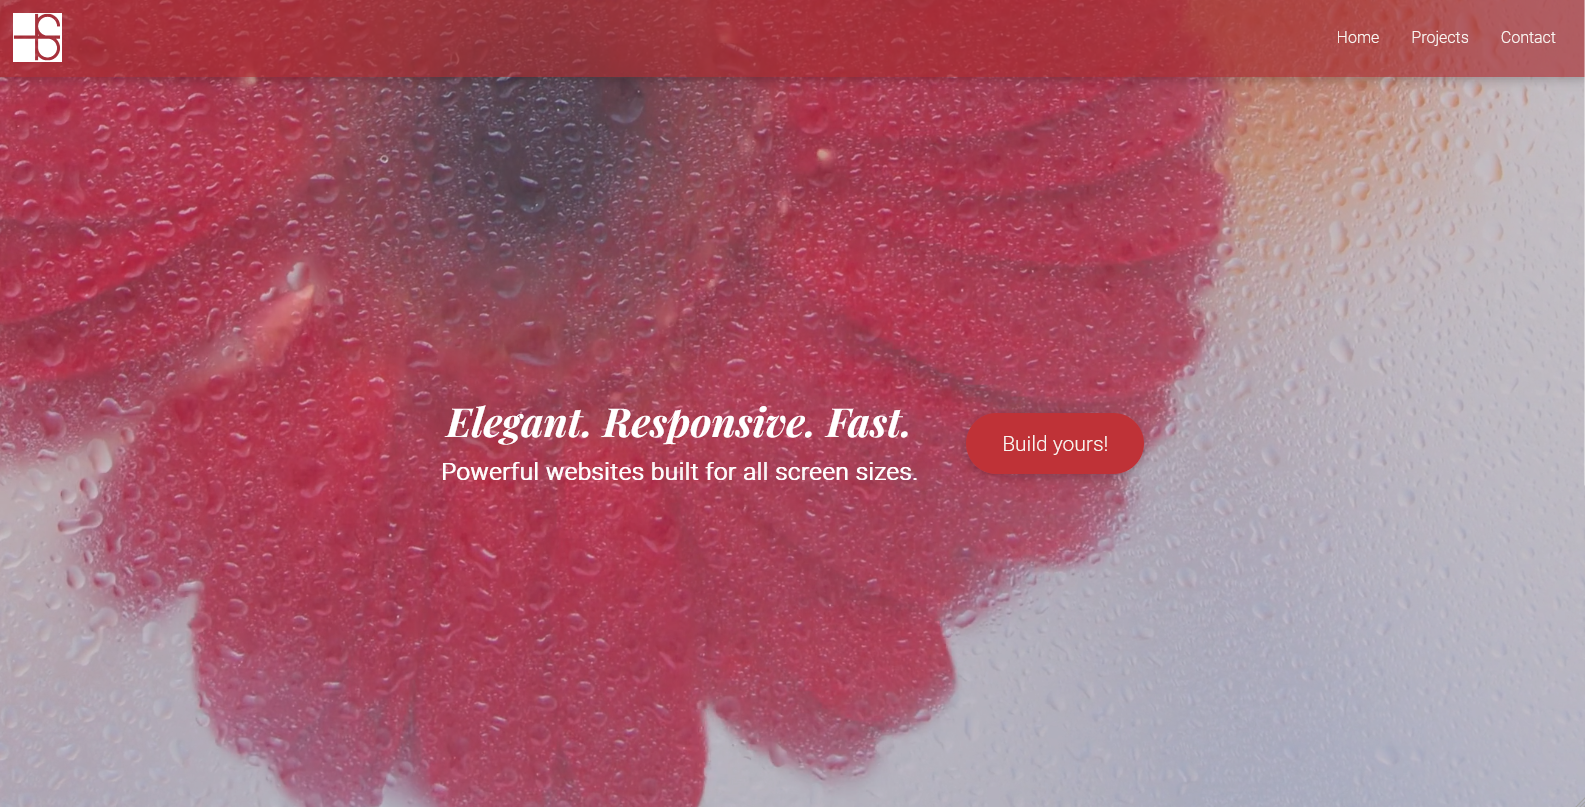 Home
Projects
Contact
Elegant. Responsive. Fast.
Powerful websites built for all screen sizes.
Build yours!